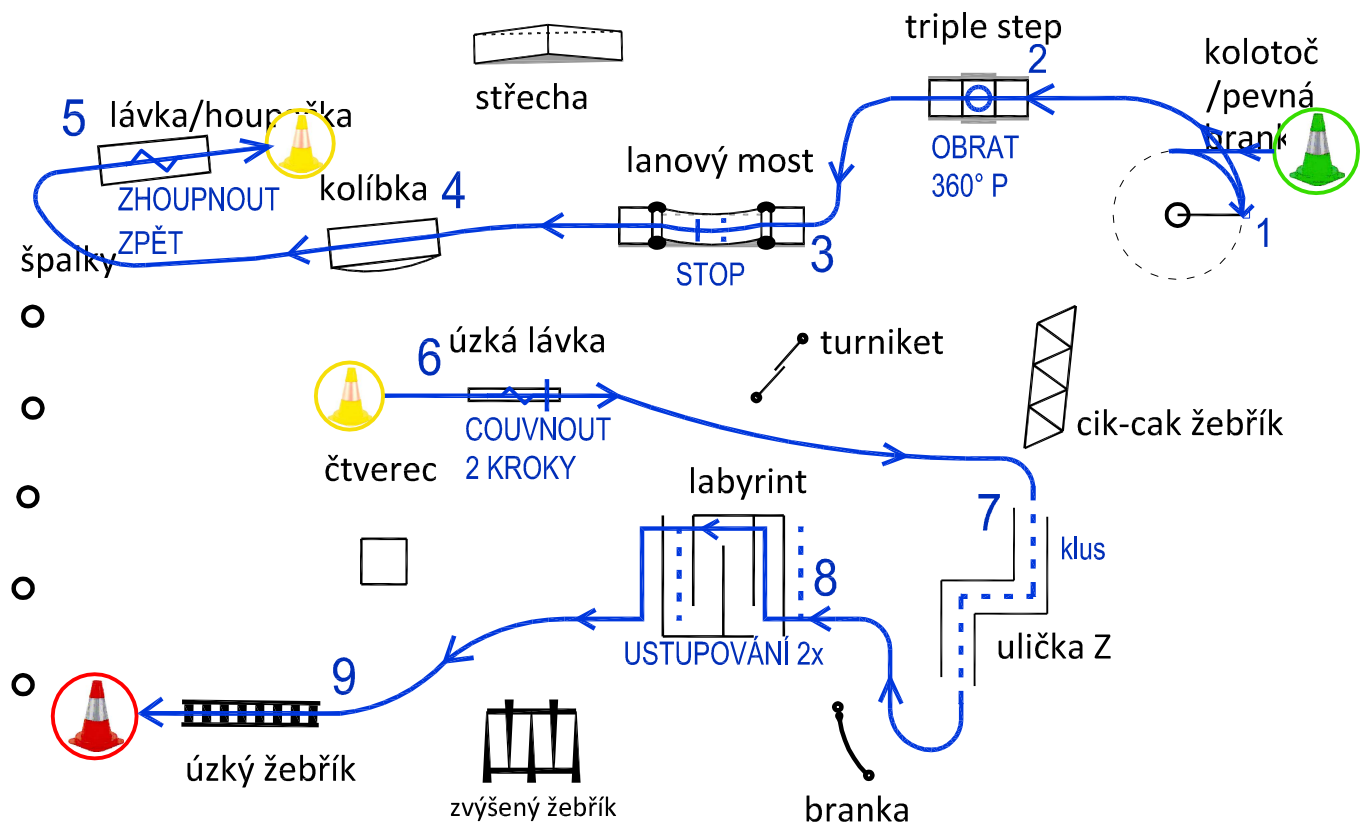 triple step
2
kolotoč
/pevná
střecha
5
lávka/houpačka
OBRAT
360° P
lanový most
kolíbka
4
ZHOUPNOUT
ZPĚT
1
3
STOP
špalky
6
úzká lávka
turniket
COUVNOUT
2 KROKY
cik-cak žebřík
čtverec
labyrint
7
klus
8
USTUPOVÁNÍ 2x
ulička Z
9
úzký žebřík
zvýšený žebřík
branka